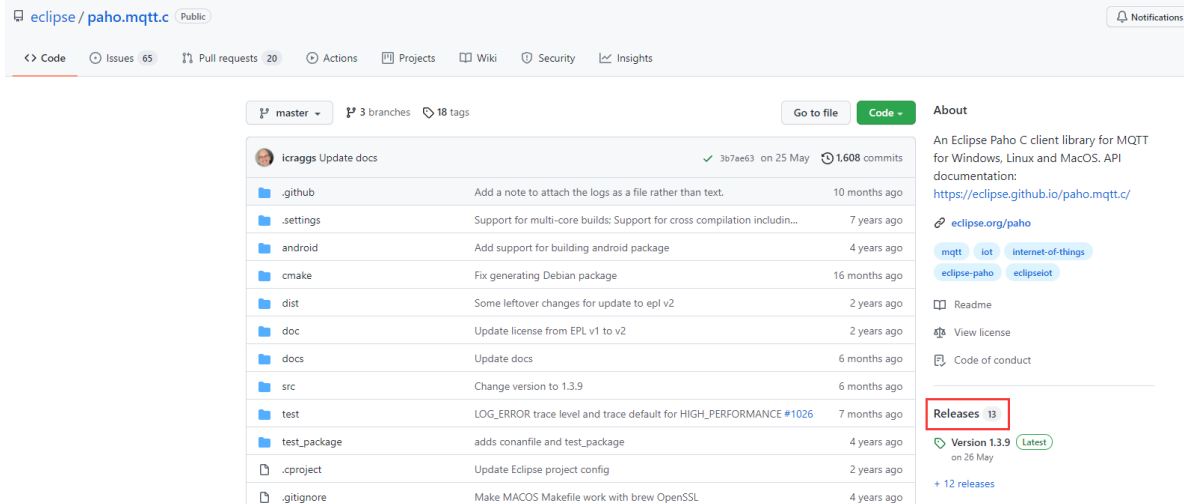 eclipse / paho.mqtt.c Public
Notifications
Code Issues 65 Pull requests 20 Actions Projects Wiki Security Insights
master 3 branches 18 tags Go to file Code
icraggs Update docs 3b7ae63 on 25 May 1,608 commits
.github Add a note to attach the logs as a file rather than text. 10 months ago
.settings Support for multi-core builds; Support for cross compilation includin... 7 years ago
android Add support for building android package 4 years ago
cmake Fix generating Debian package 16 months ago
dist Some leftover changes for update to epl v2 2 years ago
doc Update license from EPL v1 to v2 2 years ago
docs Update docs 6 months ago
src Change version to 1.3.9 6 months ago
test LOG_ERROR trace level and trace default for HIGH_PERFORMANCE #1026 7 months ago
test_package adds conanfile and test_package 4 years ago
.cproject Update Eclipse project config 2 years ago
.gitignore Make MACOS Makefile work with brew OpenSSL 4 years ago
About
An Eclipse Paho C client library for MQTT
for Windows, Linux and MacOS. API
documentation:
https://eclipse.github.io/paho.mqtt.c/
eclipse.org/paho
mqtt iot internet-of-things
eclipse-paho eclipseiot
Readme
View license
Code of conduct
Releases 13
Version 1.3.9 Latest
on 26 May
+ 12 releases